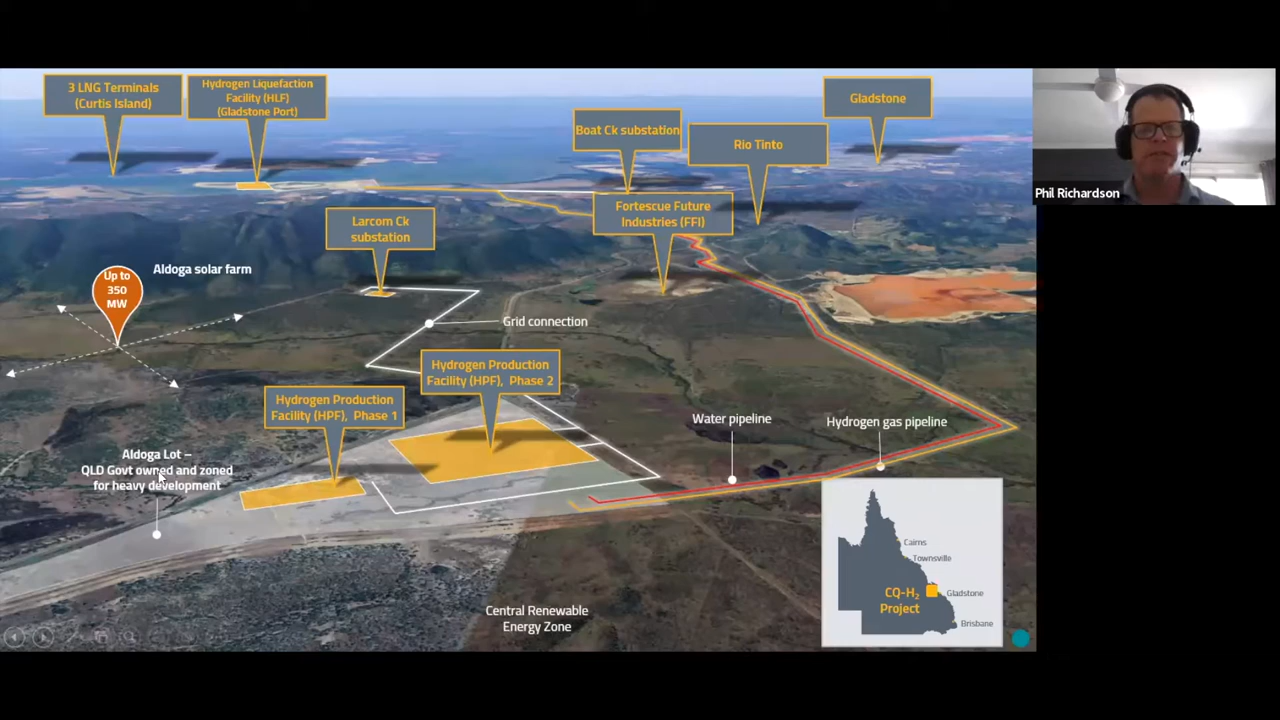 3 LNG Terminals
(Curtis Island)
Hydrogen Liquefaction
Facility (HLF)
(Gladstone Port)
Boat Ck substation
Rio Tinto
Gladstone
Phil Richardson
Larcom Ck
substation
Fortescue Future
Industries (FFI)
Up to
350
MW
Aldoga solar farm
Grid connection
Hydrogen Production
Facility (HPF), Phase 2
Hydrogen Production
Facility (HPF), Phase 1
Water pipeline
Hydrogen gas pipeline
Aldoga Lot –
QLD Govt owned and zoned
for heavy development
Central Renewable
Energy Zone
Cairns
Townsville
CQ-H₂
Project
Gladstone
Brisbane